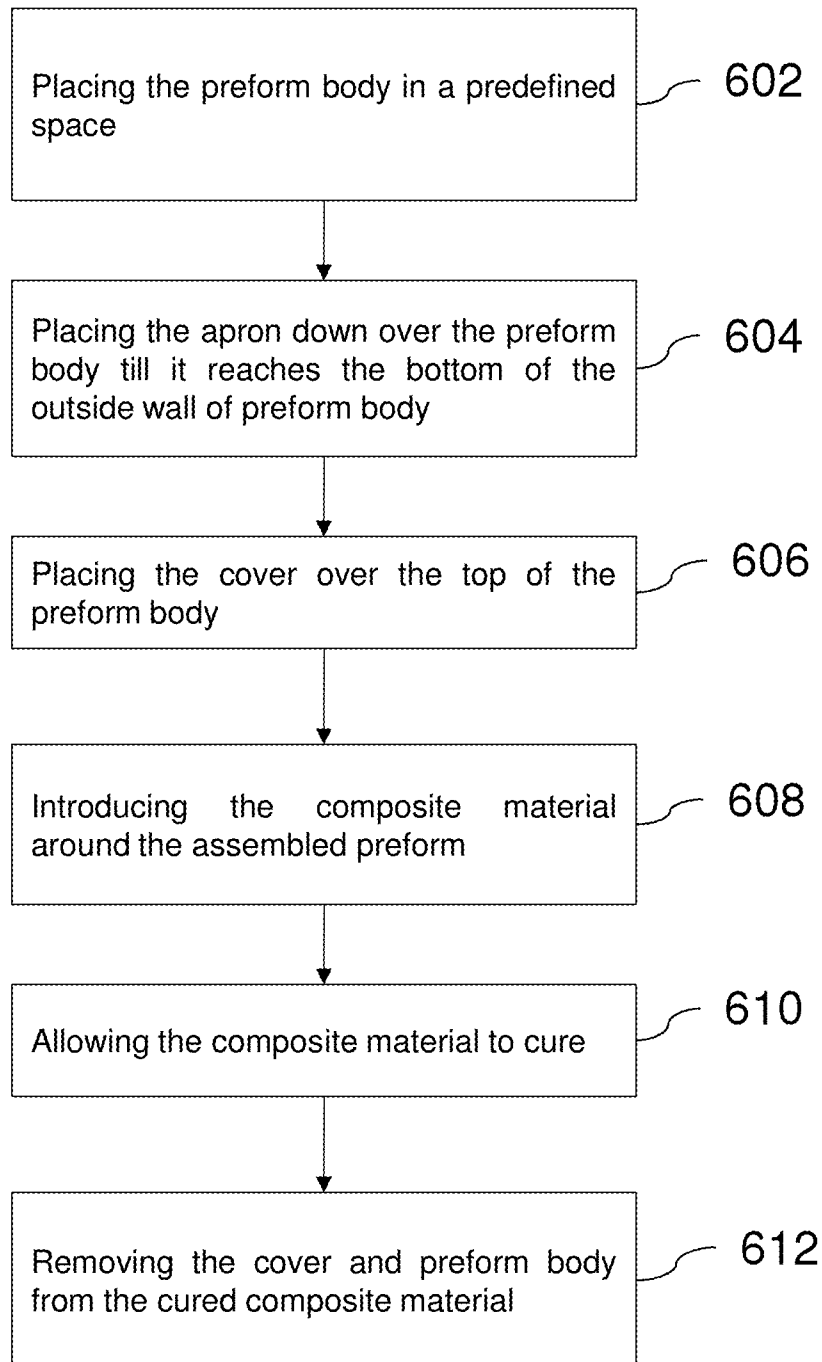 Placing the preform body in a predefined
space
602
Placing the apron down over the preform
body till it reaches the bottom of the
outside wall of preform body
604
Placing the cover over the top of the
preform body
606
Introducing the composite material
around the assembled preform
608
Allowing the composite material to cure
610
Removing the cover and preform body
from the cured composite material
612